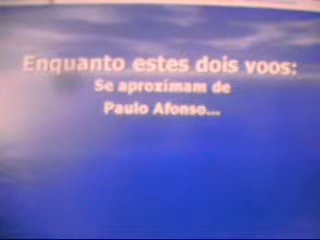 Enquanto estes dois voos:
Se aproximam de
Paulo Afonso...